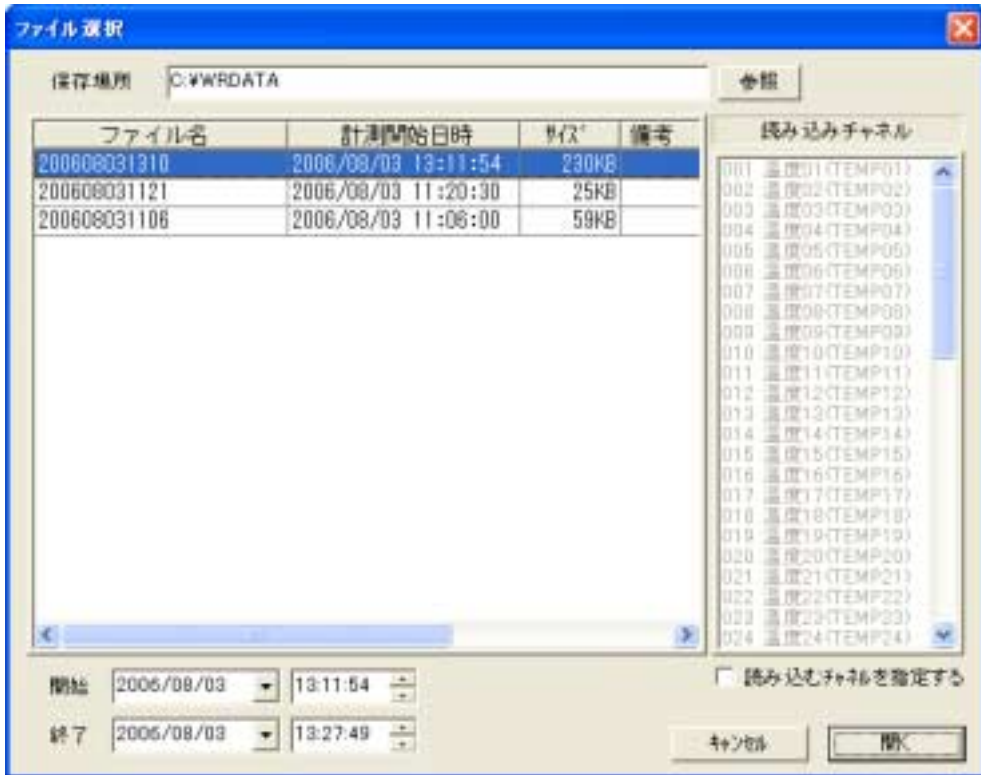 ファイル選択
保存場所 C:¥WRDATA 参照
ファイル名 計測開始日時 ｻｲｽﾞ 備考
200608031310 2006/08/03 13:11:54 230KB
200608031121 2006/08/03 11:20:30 25KB
200608031106 2006/08/03 11:06:00 59KB
読み込みチャネル
001 温度01(TEMP01)
002 温度02(TEMP02)
003 温度03(TEMP03)
004 温度04(TEMP04)
005 温度05(TEMP05)
006 温度06(TEMP06)
007 温度07(TEMP07)
008 温度08(TEMP08)
009 温度09(TEMP09)
010 温度10(TEMP10)
011 温度11(TEMP11)
012 温度12(TEMP12)
013 温度13(TEMP13)
014 温度14(TEMP14)
015 温度15(TEMP15)
016 温度16(TEMP16)
017 温度17(TEMP17)
018 温度18(TEMP18)
019 温度19(TEMP19)
020 温度20(TEMP20)
021 温度21(TEMP21)
022 温度22(TEMP22)
023 温度23(TEMP23)
024 温度24(TEMP24)
読み込むﾁｬﾈﾙを指定する
開始 2006/08/03 13:11:54
終了 2006/08/03 13:27:49
ｷｬﾝｾﾙ 開く